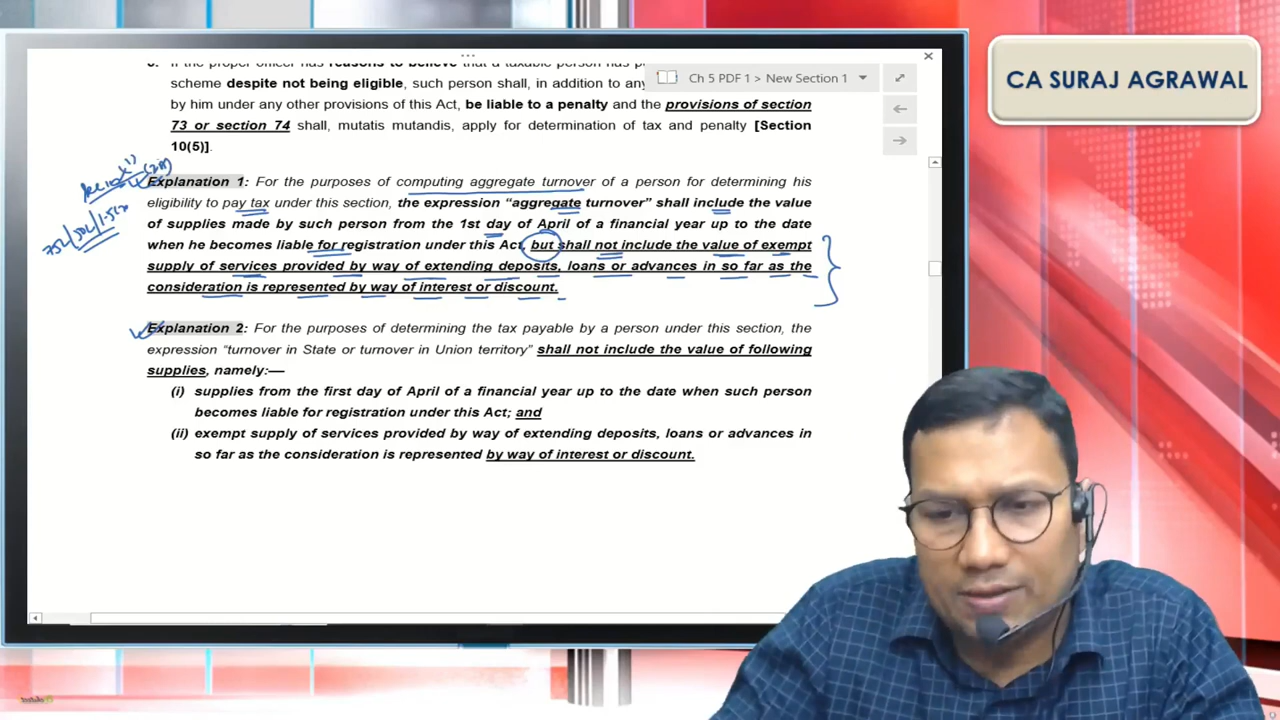 CA SURAJ AGRAWAL
Ch 5 PDF 1 > New Section 1
If the proper officer has reasons to believe that a taxable person has p
scheme despite not being eligible, such person shall, in addition to any
by him under any other provisions of this Act, be liable to a penalty and the provisions of section
73 or section 74 shall, mutatis mutandis, apply for determination of tax and penalty [Section
10(5)].
Explanation 1: For the purposes of computing aggregate turnover of a person for determining his
eligibility to pay tax under this section, the expression “aggregate turnover” shall include the value
of supplies made by such person from the 1st day of April of a financial year up to the date
when he becomes liable for registration under this Act, but shall not include the value of exempt
supply of services provided by way of extending deposits, loans or advances in so far as the
consideration is represented by way of interest or discount.
Explanation 2: For the purposes of determining the tax payable by a person under this section, the
expression “turnover in State or turnover in Union territory” shall not include the value of following
supplies, namely:—
(i) supplies from the first day of April of a financial year up to the date when such person
becomes liable for registration under this Act; and
(ii) exempt supply of services provided by way of extending deposits, loans or advances in
so far as the consideration is represented by way of interest or discount.